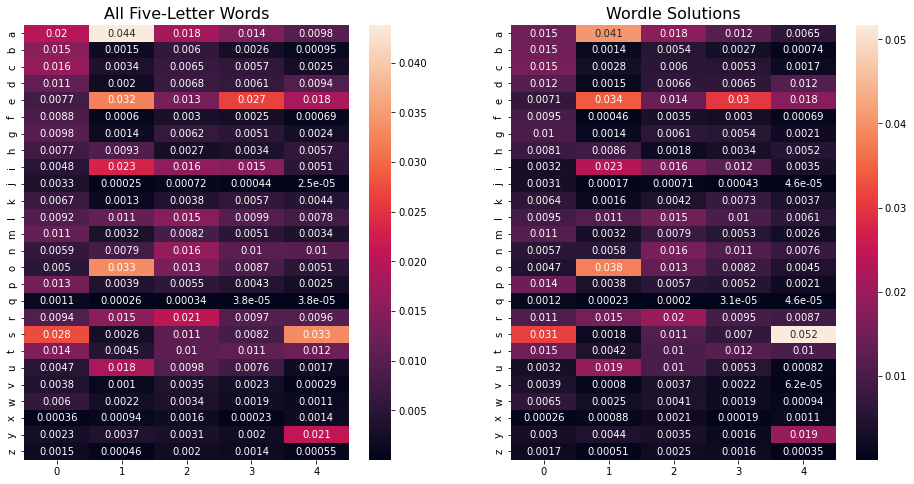 All Five-Letter Words
a 0.02 0.044 0.018 0.014 0.0098
b 0.015 0.0015 0.006 0.0026 0.00095
c 0.016 0.0034 0.0065 0.0057 0.0025
d 0.011 0.002 0.0068 0.0061 0.0094
e 0.0077 0.032 0.013 0.027 0.018
f 0.0088 0.0006 0.003 0.0025 0.00069
g 0.0098 0.0014 0.0062 0.0051 0.0024
h 0.0077 0.0093 0.0027 0.0034 0.0057
i 0.0048 0.023 0.016 0.015 0.0051
j 0.0033 0.00025 0.00072 0.00044 2.5e-05
k 0.0067 0.0013 0.0038 0.0057 0.0044
l 0.0092 0.011 0.015 0.0099 0.0078
m 0.011 0.0032 0.0082 0.0051 0.0034
n 0.0059 0.0079 0.016 0.01 0.01
o 0.005 0.033 0.013 0.0087 0.0051
p 0.013 0.0039 0.0055 0.0043 0.0025
q 0.0011 0.00026 0.00034 3.8e-05 3.8e-05
r 0.0094 0.015 0.021 0.0097 0.0096
s 0.028 0.0026 0.011 0.0082 0.033
t 0.014 0.0045 0.01 0.011 0.012
u 0.0047 0.018 0.0098 0.0076 0.0017
v 0.0038 0.001 0.0035 0.0023 0.00029
w 0.006 0.0022 0.0034 0.0019 0.0011
x 0.00036 0.00094 0.0016 0.00023 0.0014
y 0.0023 0.0037 0.0031 0.002 0.021
z 0.0015 0.00046 0.002 0.0014 0.00055
0 1 2 3 4
0.040
0.035
0.030
0.025
0.020
0.015
0.010
0.005
Wordle Solutions
a 0.015 0.041 0.018 0.012 0.0065
b 0.015 0.0014 0.0054 0.0027 0.00074
c 0.015 0.0028 0.006 0.0053 0.0017
d 0.012 0.0015 0.0066 0.0065 0.012
e 0.0071 0.034 0.014 0.03 0.018
f 0.0095 0.00046 0.0035 0.003 0.00069
g 0.01 0.0014 0.0061 0.0054 0.0021
h 0.0081 0.0086 0.0018 0.0034 0.0052
i 0.0032 0.023 0.016 0.012 0.0035
j 0.0031 0.00017 0.00071 0.00043 4.6e-05
k 0.0064 0.0016 0.0042 0.0073 0.0037
l 0.0095 0.011 0.015 0.01 0.0061
m 0.011 0.0032 0.0079 0.0053 0.0026
n 0.0057 0.0058 0.016 0.011 0.0076
o 0.0047 0.038 0.013 0.0082 0.0045
p 0.014 0.0038 0.0057 0.0052 0.0021
q 0.0012 0.00023 0.0002 3.1e-05 4.6e-05
r 0.011 0.015 0.02 0.0095 0.0087
s 0.031 0.0018 0.011 0.007 0.052
t 0.015 0.0042 0.01 0.012 0.01
u 0.0032 0.019 0.01 0.0053 0.00082
v 0.0039 0.0008 0.0037 0.0022 6.2e-05
w 0.0065 0.0025 0.0041 0.0019 0.00094
x 0.00026 0.00088 0.0021 0.00019 0.0011
y 0.003 0.0044 0.0035 0.0016 0.019
z 0.0017 0.00051 0.0025 0.0016 0.00035
0 1 2 3 4
0.05
0.04
0.03
0.02
0.01